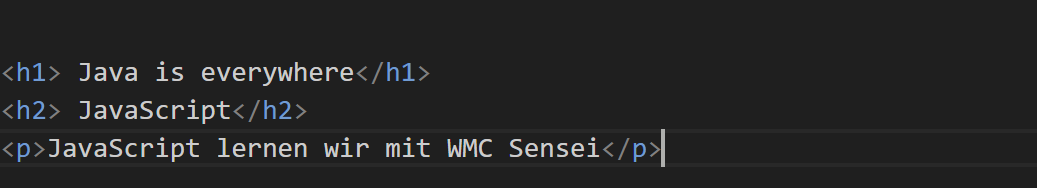 <h1> Java is everywhere</h1>
<h2> JavaScript</h2>
<p>JavaScript lernen wir mit WMC Sensei</p>